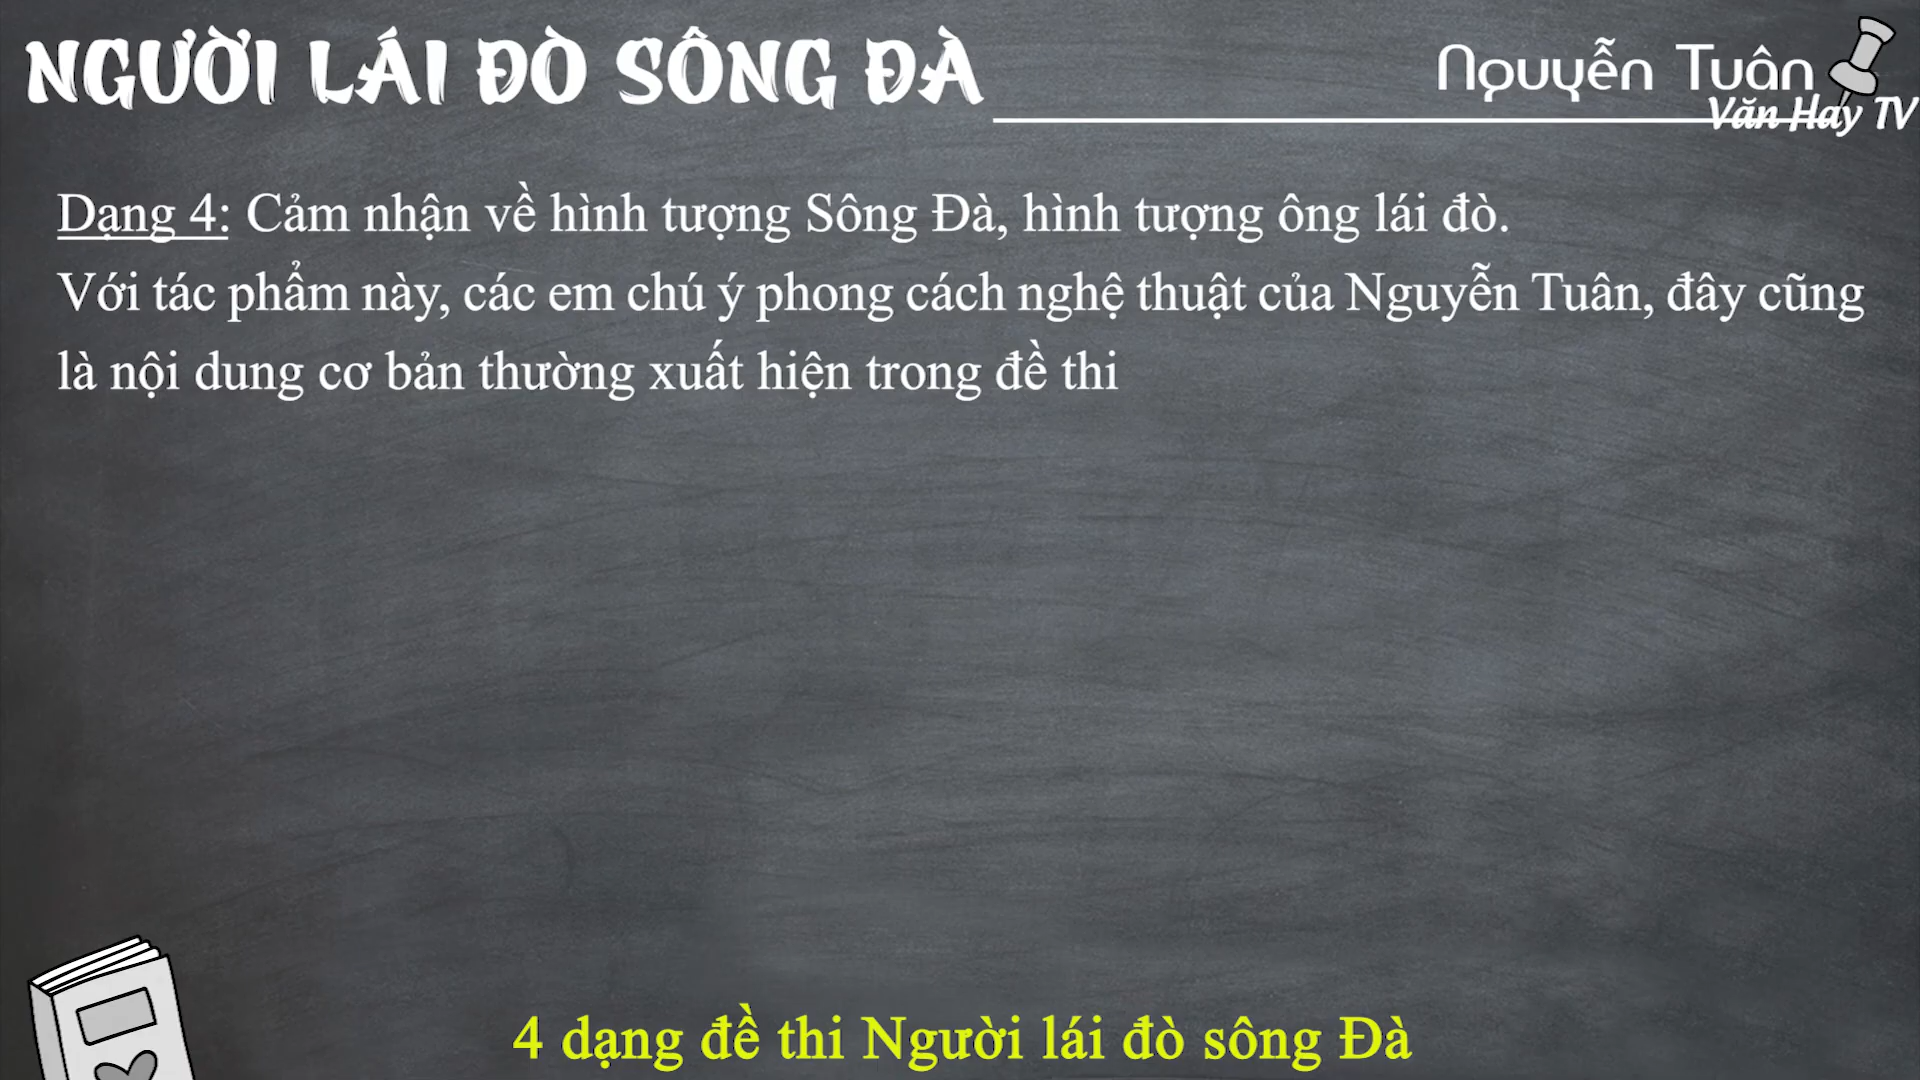 NGƯỜI LÁI ĐÒ SÔNG ĐÀ
Nguyễn Tuân
Văn Hay TV
Dạng 4: Cảm nhận về hình tượng Sông Đà, hình tượng ông lái đò.
Với tác phẩm này, các em chú ý phong cách nghệ thuật của Nguyễn Tuân, đây cũng
là nội dung cơ bản thường xuất hiện trong đề thi
4 dạng đề thi Người lái đò sông Đà